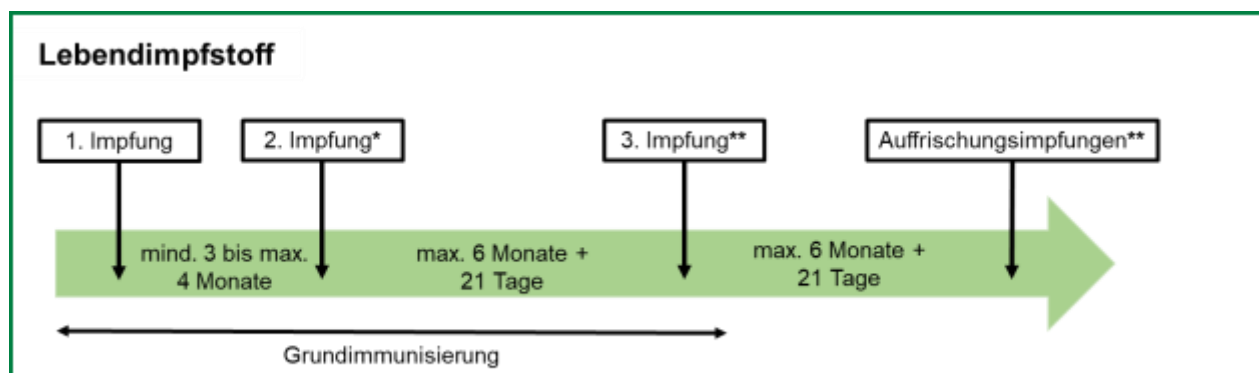 Lebendimpfstoff
1. Impfung
2. Impfung*
3. Impfung**
Auffrischungsimpfungen**
mind. 3 bis max.
4 Monate
max. 6 Monate +
21 Tage
max. 6 Monate +
21 Tage
Grundimmunisierung